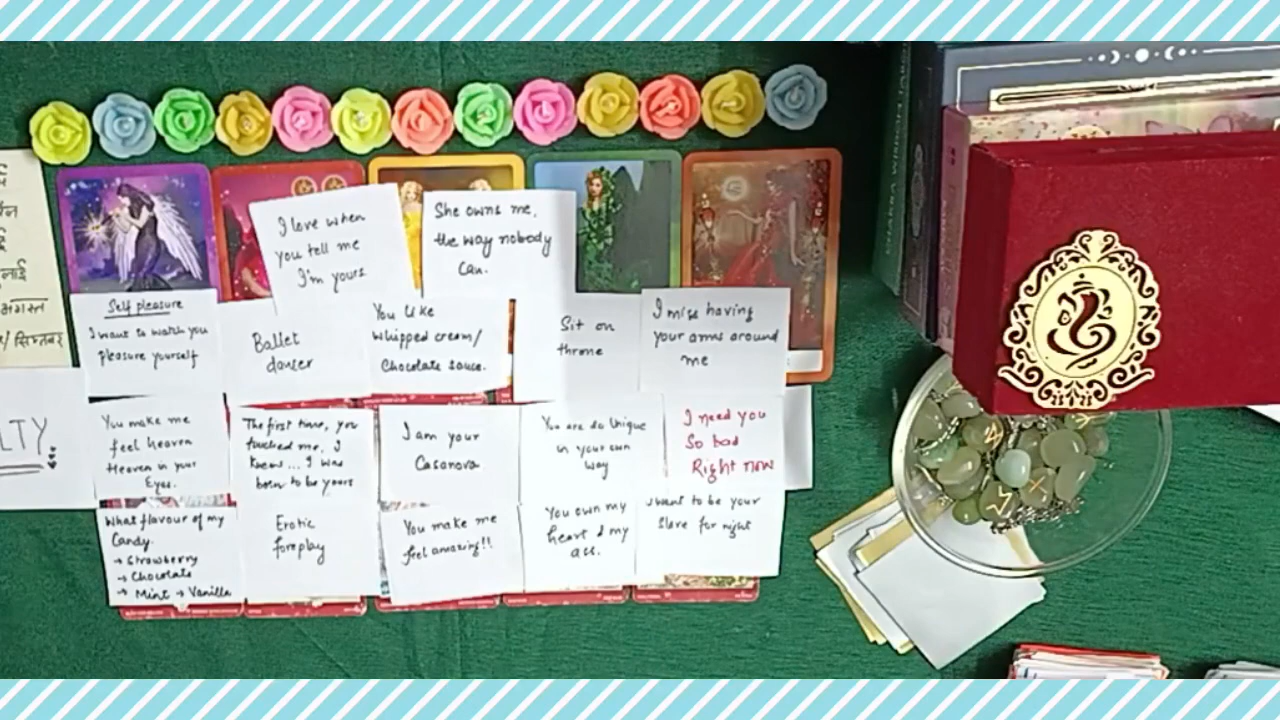 I love when
you tell me
I'm yours
She owns me,
the way nobody
Can.
Self pleasure
I want to watch you
pleasure yourself
Ballet
dancer
You like
whipped cream/
Chocolate sauce.
Sit on
throne
I miss having
your arms around
me
LTY
You make me
feel heaven
Heaven in your
Eyes.
The first time, you
touched me, I
knew... I was
born to be yours
I am your
Casanova
You are so Unique
in your own
way
I need you
So bad
Right now
What flavour of my
Candy.
→ Strawberry
→ Chocolate
→ Mint → Vanilla
Erotic
foreplay
You make me
feel amazing!!
You own my
heart & my
ass.
I want to be your
Slave for night
अगस्त
सितम्बर